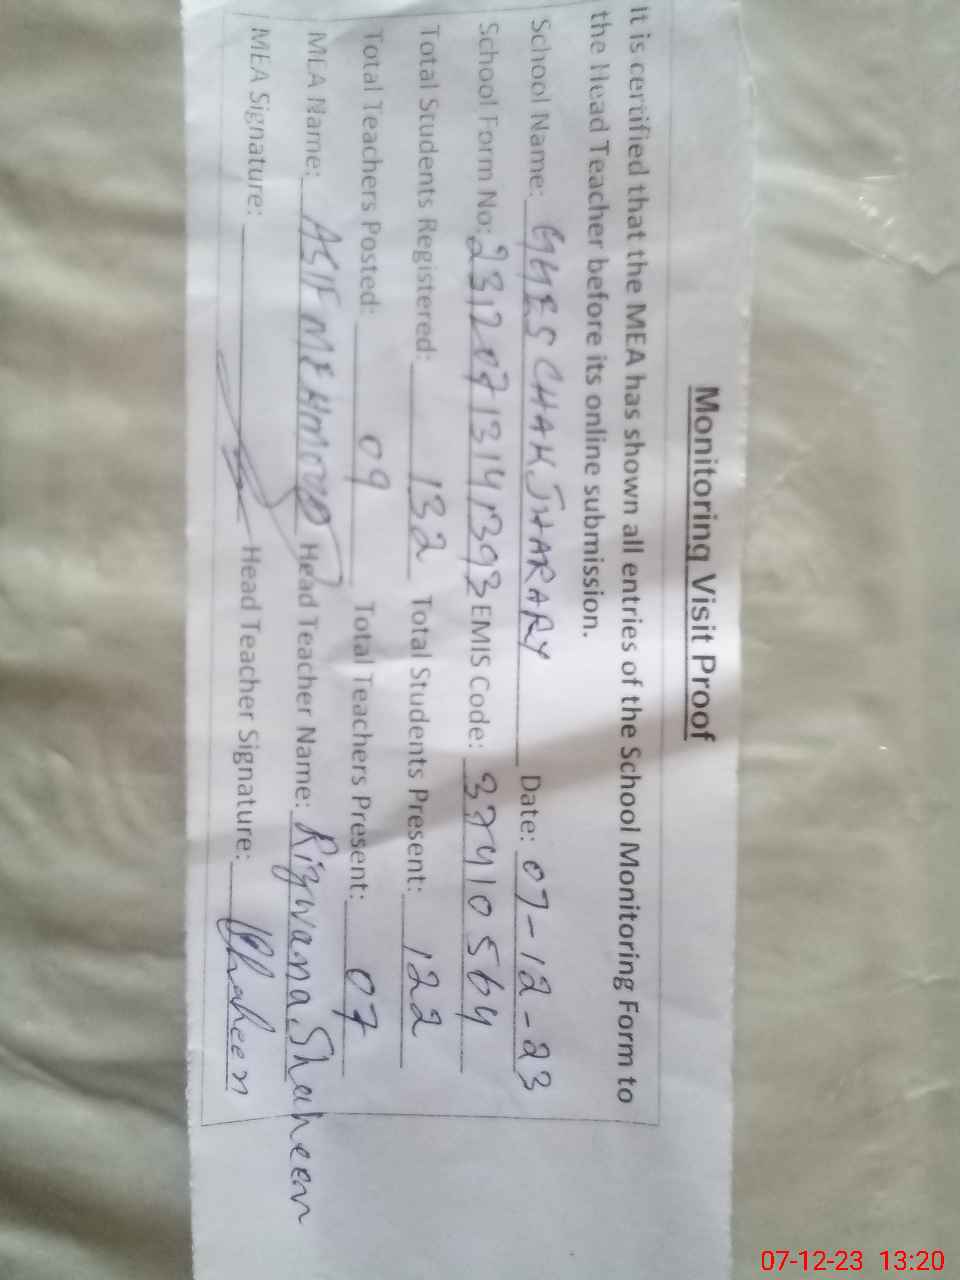 Monitoring Visit Proof
it is certified that the MEA has shown all entries of the School Monitoring Form to
the Head Teacher before its online submission.
School Name: GHES CHAH JHARARY Date: 07-12-23
School Form No: 231207131411393 EMIS Code: 37410564
Total Students Registered: 132 Total Students Present: 122
Total Teachers Posted: 09 Total Teachers Present: 07
MEA Name: ASIF MEHMOOD Head Teacher Name: Rizwana Shaheen
MEA Signature: Head Teacher Signature: Shaheen
07-12-23 13:20